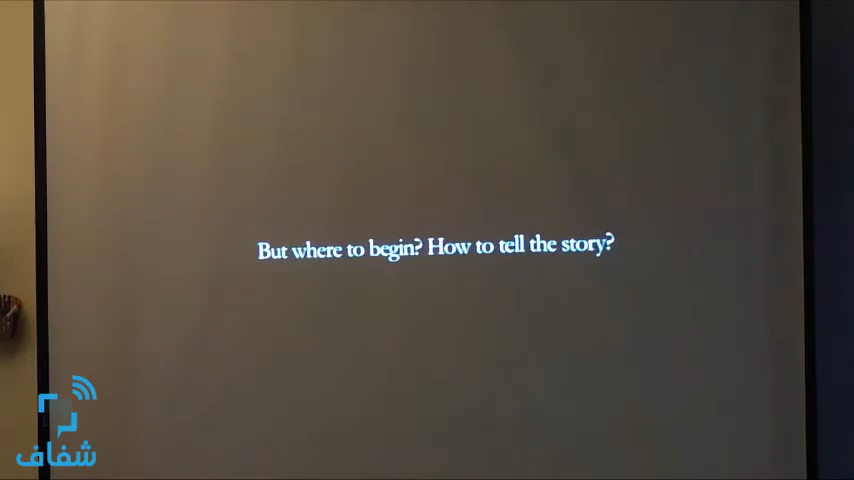 But where to begin? How to tell the story?
شفاف